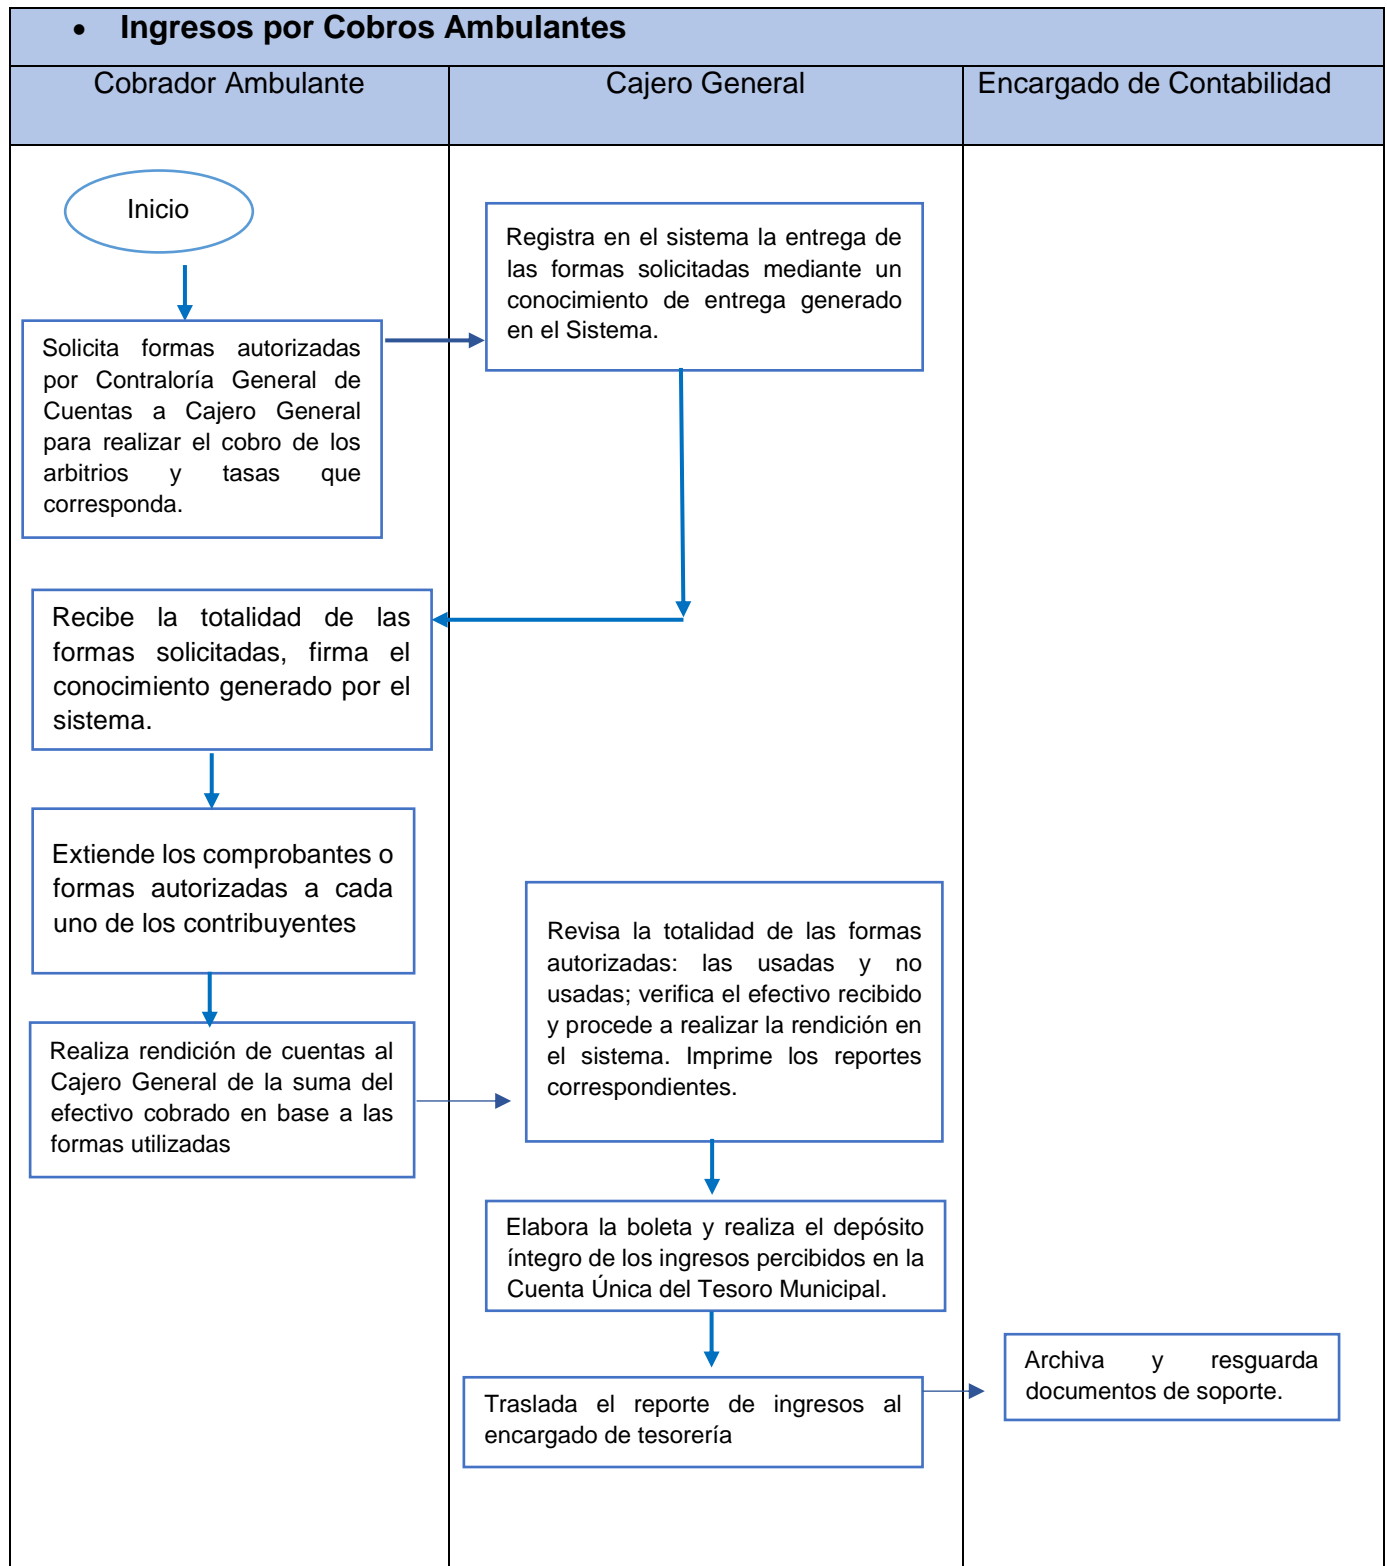 • Ingresos por Cobros Ambulantes
Cobrador Ambulante
Cajero General
Encargado de Contabilidad
Inicio
Registra en el sistema la entrega de
las formas solicitadas mediante un
conocimiento de entrega generado
en el Sistema.
Solicita formas autorizadas
por Contraloría General de
Cuentas a Cajero General
para realizar el cobro de los
arbitrios y tasas que
corresponda.
Recibe la totalidad de las
formas solicitadas, firma el
conocimiento generado por el
sistema.
Extiende los comprobantes o
formas autorizadas a cada
uno de los contribuyentes
Realiza rendición de cuentas al
Cajero General de la suma del
efectivo cobrado en base a las
formas utilizadas
Revisa la totalidad de las formas
autorizadas: las usadas y no
usadas; verifica el efectivo recibido
y procede a realizar la rendición en
el sistema. Imprime los reportes
correspondientes.
Elabora la boleta y realiza el depósito
íntegro de los ingresos percibidos en la
Cuenta Única del Tesoro Municipal.
Traslada el reporte de ingresos al
encargado de tesorería
Archiva y resguarda
documentos de soporte.